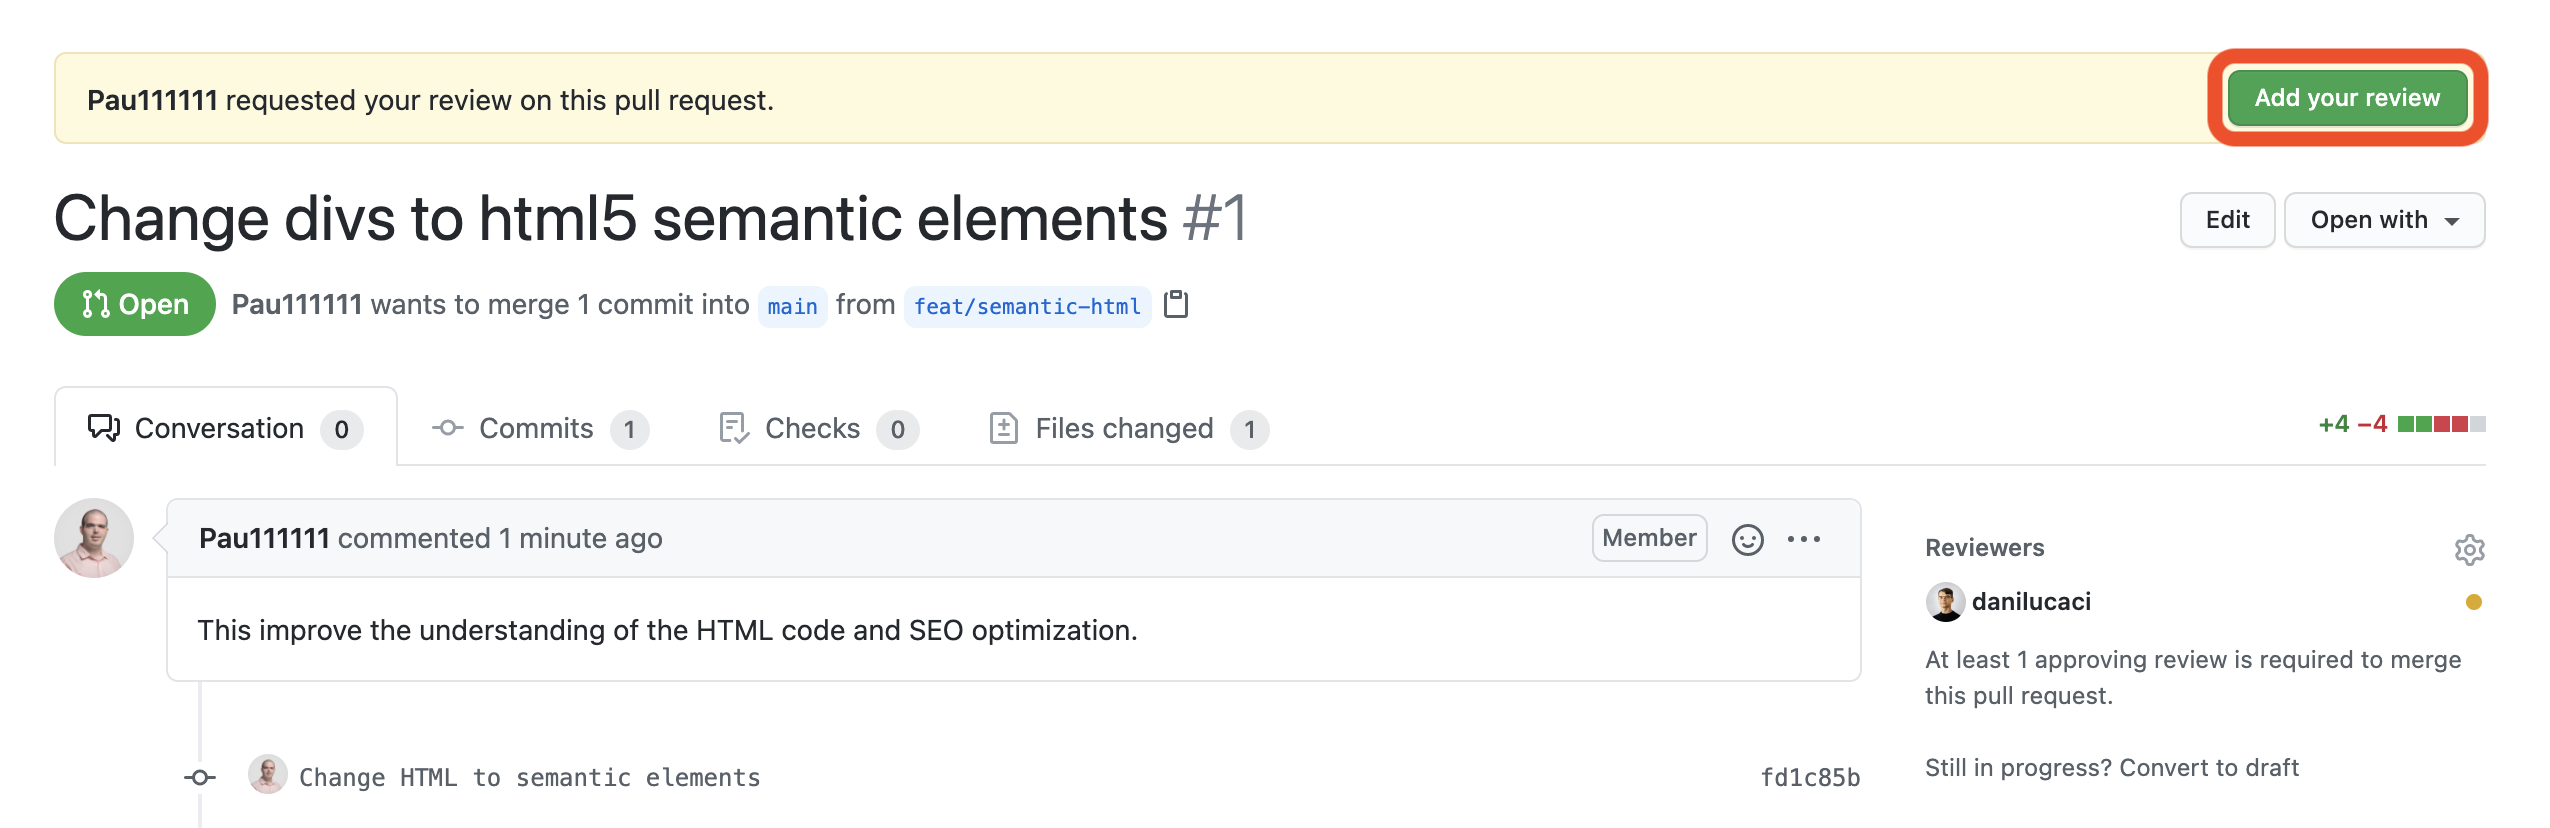 Pau111111 requested your review on this pull request.
Add your review
Change divs to html5 semantic elements #1
Edit
Open with
Open
Pau111111 wants to merge 1 commit into main from feat/semantic-html
Conversation 0
Commits 1
Checks 0
Files changed 1
+4 −4
Pau111111 commented 1 minute ago
Member
This improve the understanding of the HTML code and SEO optimization.
Change HTML to semantic elements
fd1c85b
Reviewers
danilucaci
At least 1 approving review is required to merge
this pull request.
Still in progress? Convert to draft